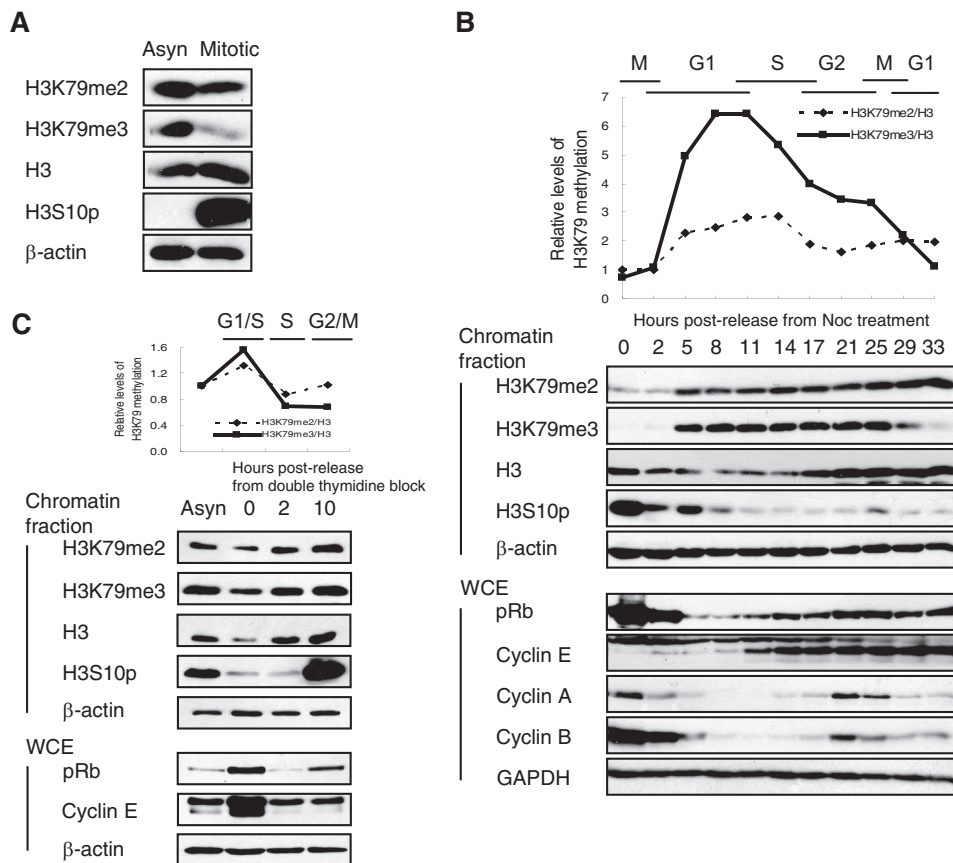 A
Asyn Mitotic
H3K79me2
H3K79me3
H3
H3S10p
β-actin
B
M G1 S G2 M G1
7
6
5
4
3
2
1
0
Relative levels of
H3K79 methylation
H3K79me2/H3
H3K79me3/H3
Hours post-release from Noc treatment
Chromatin
fraction
0 2 5 8 11 14 17 21 25 29 33
H3K79me2
H3K79me3
H3
H3S10p
β-actin
WCE
pRb
Cyclin E
Cyclin A
Cyclin B
GAPDH
C
G1/S S G2/M
1.6
1.2
0.8
0.4
0
Relative levels of
H3K79 methylation
H3K79me2/H3
H3K79me3/H3
Hours post-release
from double thymidine block
Chromatin
fraction
Asyn 0 2 10
H3K79me2
H3K79me3
H3
H3S10p
β-actin
WCE
pRb
Cyclin E
β-actin